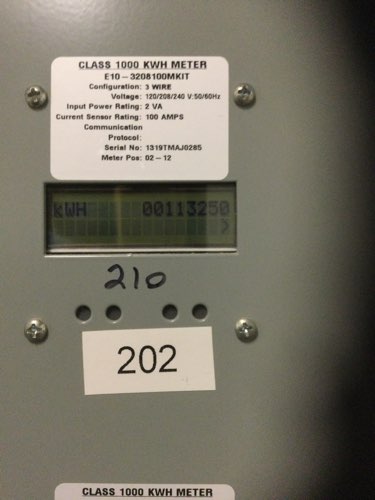 CLASS 1000 KWH METER
E10-3208100MKIT
Configuration: 3 WIRE
Voltage: 120/208/240 V:50/60Hz
Input Power Rating: 2 VA
Current Sensor Rating: 100 AMPS
Communication
Protocol:
Serial No: 1319TMAJ0285
Meter Pos: 02-12
kWH 00113250
>
210
202
CLASS 1000 KWH METER